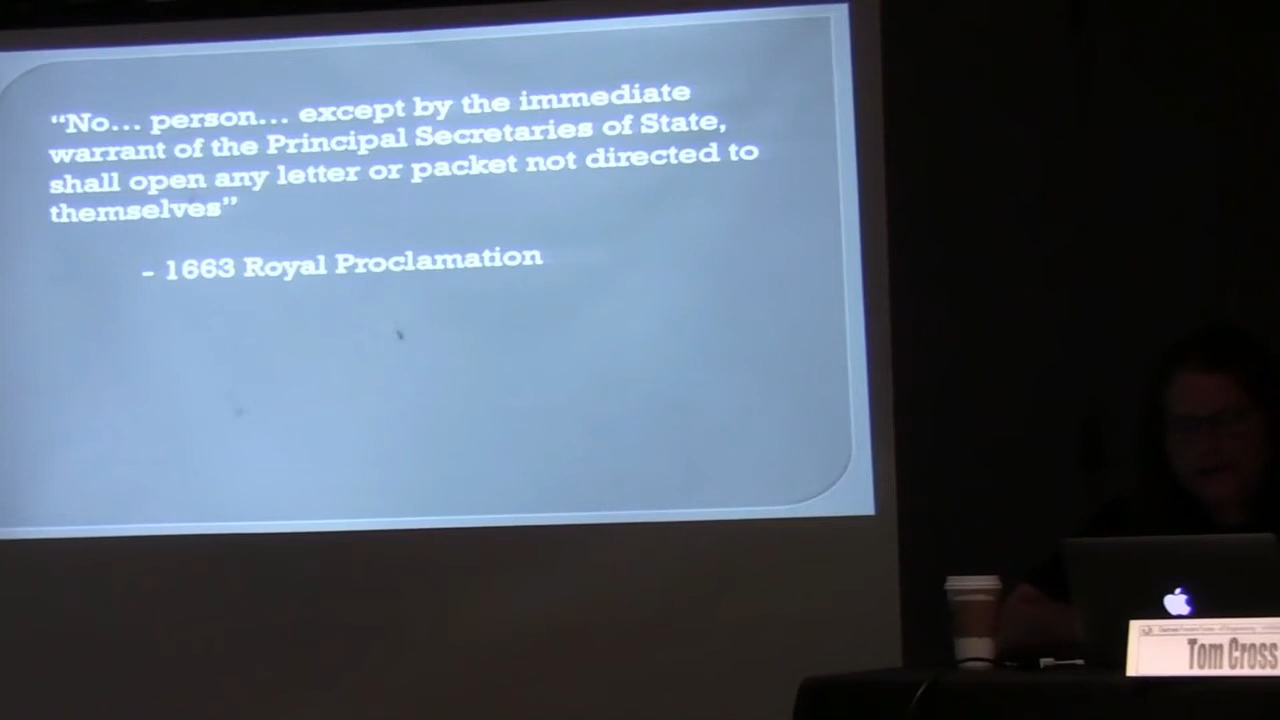 “No... person... except by the immediate
warrant of the Principal Secretaries of State,
shall open any letter or packet not directed to
themselves”
- 1663 Royal Proclamation
Tom Cross